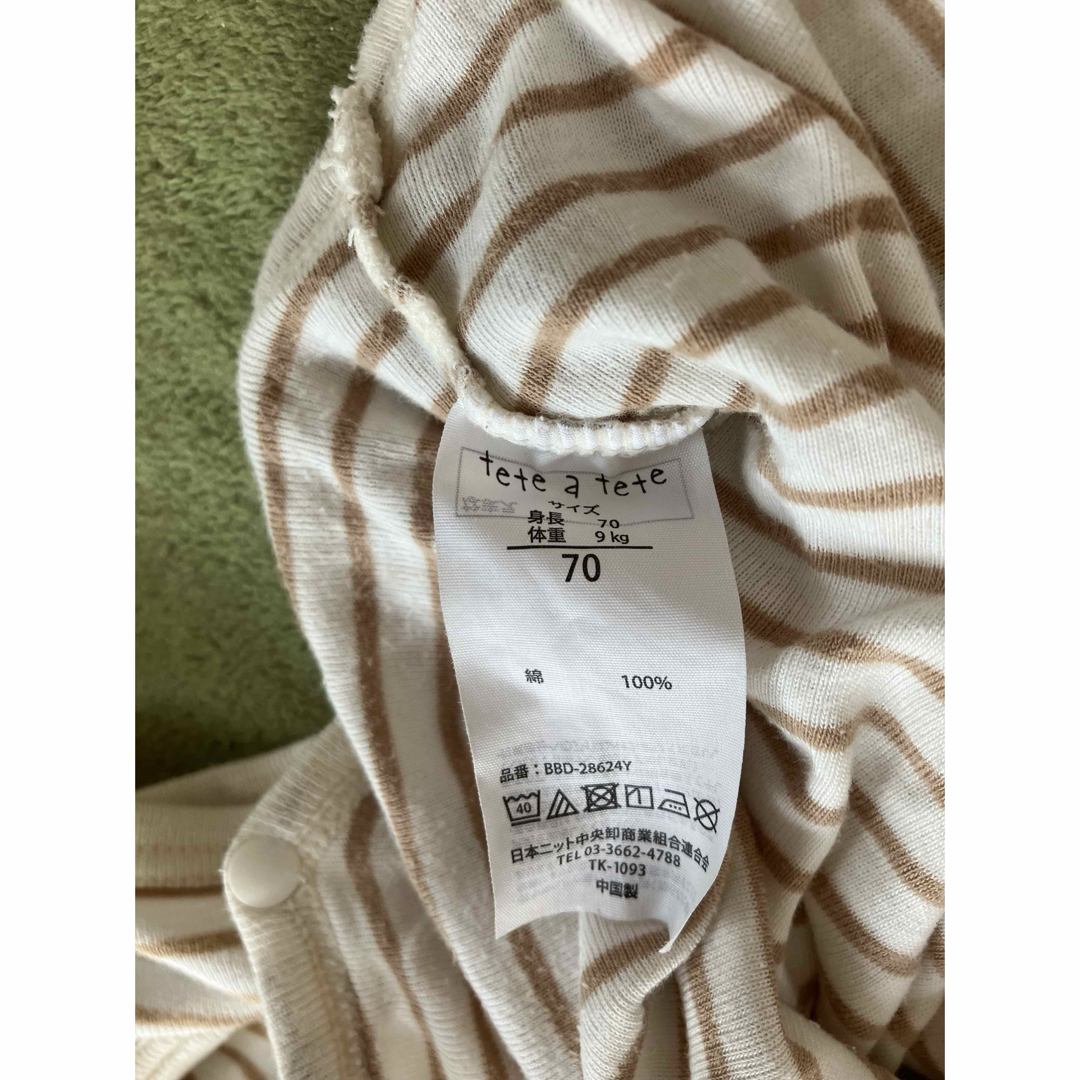 tete a tete
サイズ
身長 70
体重 9kg
70
綿 100%
品番：BBD-28624Y
40
日本ニット中央卸商業組合連合会
TEL 03-3662-4788
TK-1093
中国製